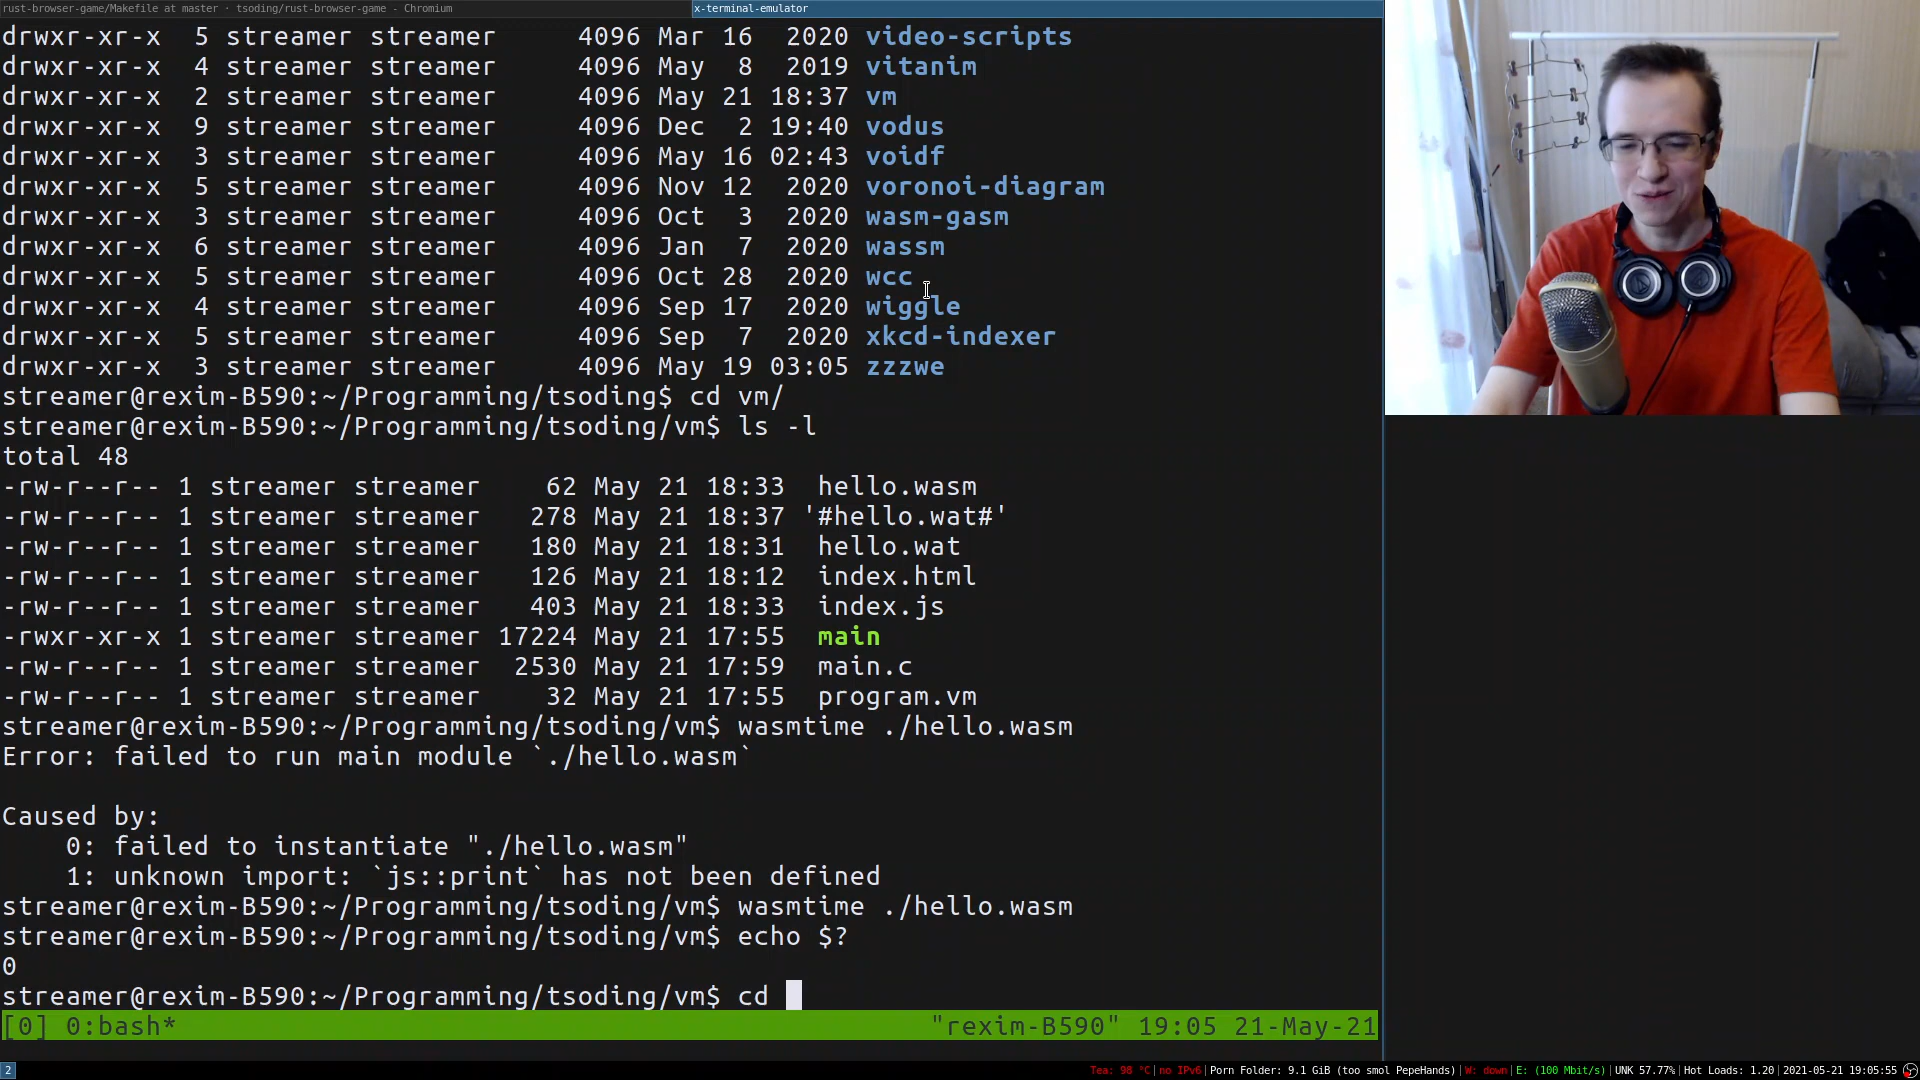 rust-browser-game/Makefile at master · tsoding/rust-browser-game - Chromium
x-terminal-emulator
drwxr-xr-x  5 streamer streamer     4096 Mar 16  2020 video-scripts
drwxr-xr-x  4 streamer streamer     4096 May  8  2019 vitanim
drwxr-xr-x  2 streamer streamer     4096 May 21 18:37 vm
drwxr-xr-x  9 streamer streamer     4096 Dec  2 19:40 vodus
drwxr-xr-x  3 streamer streamer     4096 May 16 02:43 voidf
drwxr-xr-x  5 streamer streamer     4096 Nov 12  2020 voronoi-diagram
drwxr-xr-x  3 streamer streamer     4096 Oct  3  2020 wasm-gasm
drwxr-xr-x  6 streamer streamer     4096 Jan  7  2020 wassm
drwxr-xr-x  5 streamer streamer     4096 Oct 28  2020 wcc
drwxr-xr-x  4 streamer streamer     4096 Sep 17  2020 wiggle
drwxr-xr-x  5 streamer streamer     4096 Sep  7  2020 xkcd-indexer
drwxr-xr-x  3 streamer streamer     4096 May 19 03:05 zzzwe
streamer@rexim-B590:~/Programming/tsoding$ cd vm/
streamer@rexim-B590:~/Programming/tsoding/vm$ ls -l
total 48
-rw-r--r-- 1 streamer streamer    62 May 21 18:33  hello.wasm
-rw-r--r-- 1 streamer streamer   278 May 21 18:37 '#hello.wat#'
-rw-r--r-- 1 streamer streamer   180 May 21 18:31  hello.wat
-rw-r--r-- 1 streamer streamer   126 May 21 18:12  index.html
-rw-r--r-- 1 streamer streamer   403 May 21 18:33  index.js
-rwxr-xr-x 1 streamer streamer 17224 May 21 17:55  main
-rw-r--r-- 1 streamer streamer  2530 May 21 17:59  main.c
-rw-r--r-- 1 streamer streamer    32 May 21 17:55  program.vm
streamer@rexim-B590:~/Programming/tsoding/vm$ wasmtime ./hello.wasm
Error: failed to run main module `./hello.wasm`
Caused by:
    0: failed to instantiate "./hello.wasm"
    1: unknown import: `js::print` has not been defined
streamer@rexim-B590:~/Programming/tsoding/vm$ wasmtime ./hello.wasm
streamer@rexim-B590:~/Programming/tsoding/vm$ echo $?
0
streamer@rexim-B590:~/Programming/tsoding/vm$ cd
[0] 0:bash* "rexim-B590" 19:05 21-May-21
2 Tea: 98 °C|no IPv6|Porn Folder: 9.1 GiB (too smol PepeHands)|W: down|E: (100 Mbit/s)|UNK 57.77%|Hot Loads: 1.20|2021-05-21 19:05:55